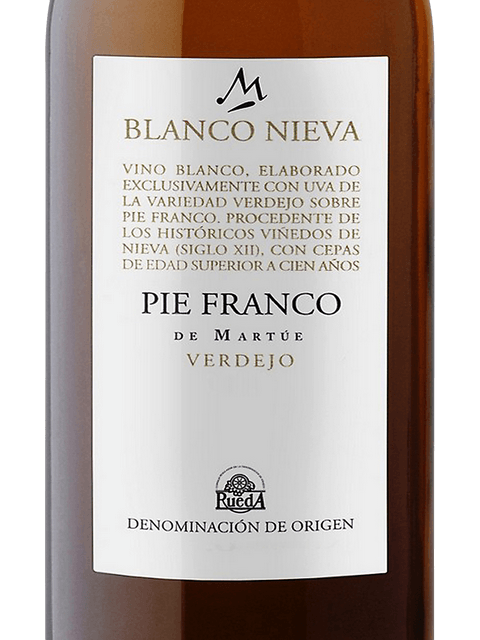 M
BLANCO NIEVA
VINO BLANCO, ELABORADO
EXCLUSIVAMENTE CON UVA DE
LA VARIEDAD VERDEJO SOBRE
PIE FRANCO. PROCEDENTE DE
LOS HISTÓRICOS VIÑEDOS DE
NIEVA (SIGLO XII), CON CEPAS
DE EDAD SUPERIOR A CIEN AÑOS
PIE FRANCO
DE MARTÚE
VERDEJO
RUEDA
DENOMINACIÓN DE ORIGEN